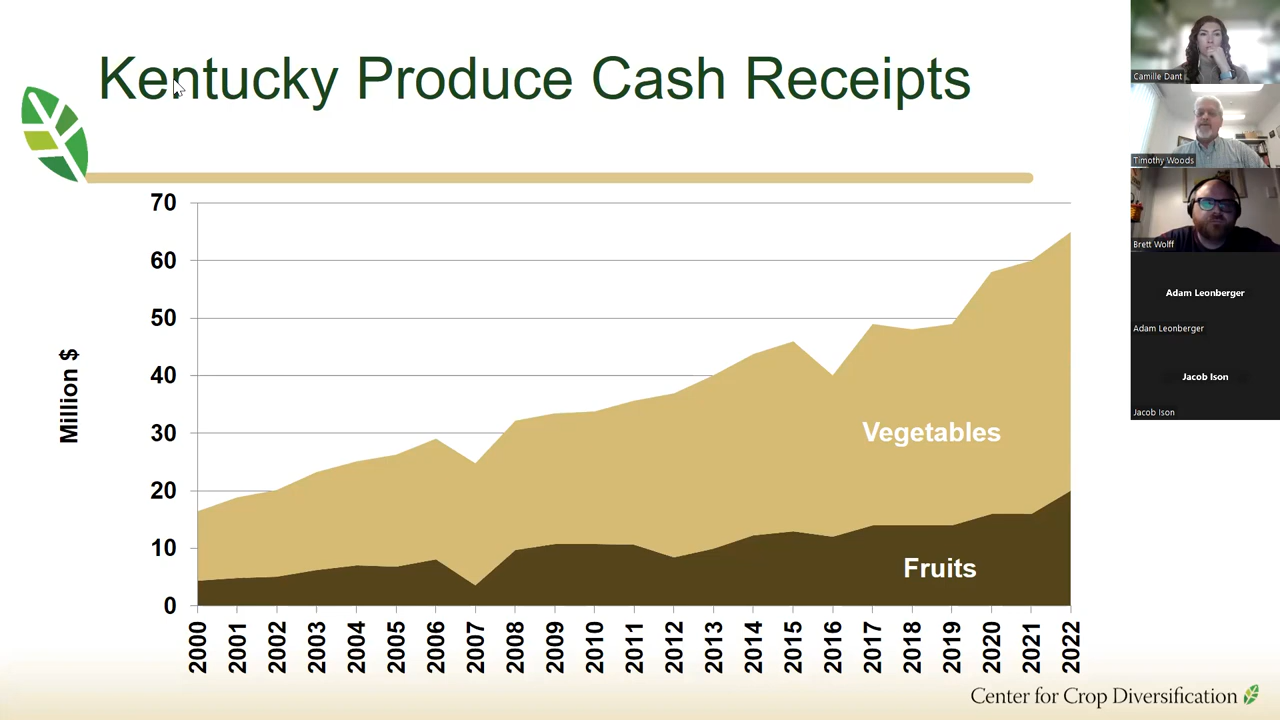 Kentucky Produce Cash Receipts
Million $
70
60
50
40
30
20
10
0
Vegetables
Fruits
2000 2001 2002 2003 2004 2005 2006 2007 2008 2009 2010 2011 2012 2013 2014 2015 2016 2017 2018 2019 2020 2021 2022
Center for Crop Diversification
Camille Dant
Timothy Woods
Brett Wolff
Adam Leonberger
Adam Leonberger
Jacob Ison
Jacob Ison